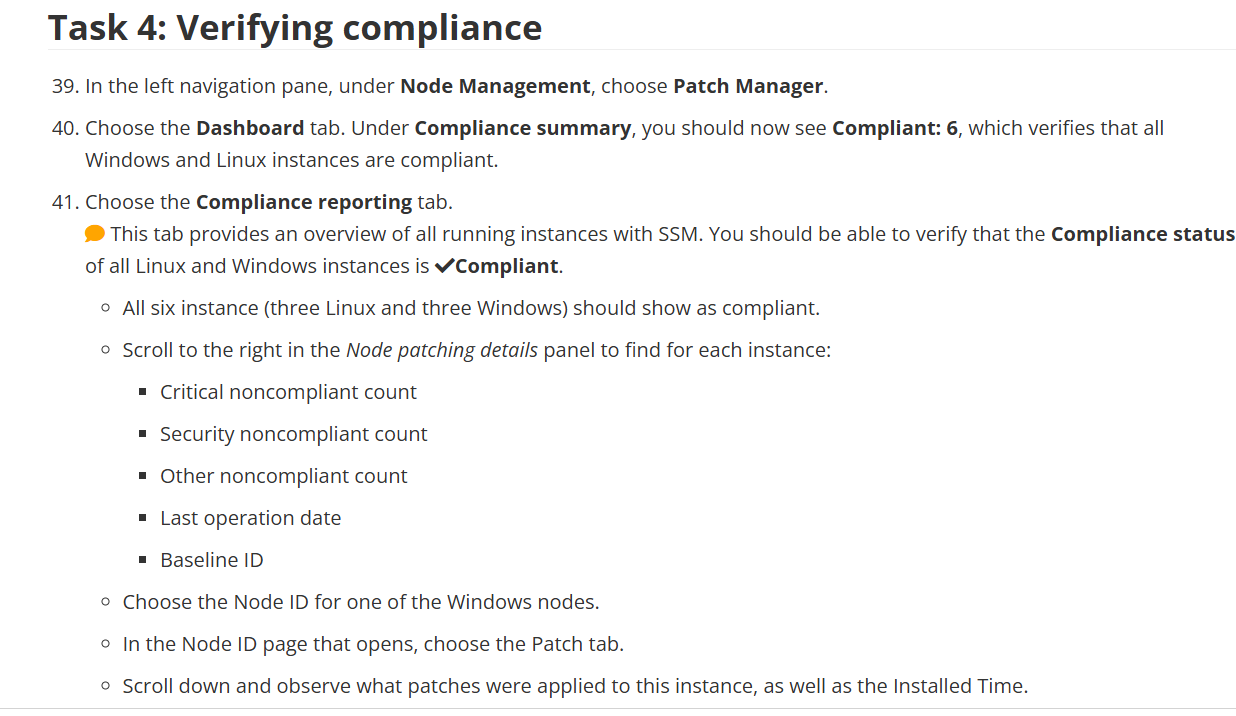 Task 4: Verifying compliance
39. In the left navigation pane, under Node Management, choose Patch Manager.
40. Choose the Dashboard tab. Under Compliance summary, you should now see Compliant: 6, which verifies that all
Windows and Linux instances are compliant.
41. Choose the Compliance reporting tab.
This tab provides an overview of all running instances with SSM. You should be able to verify that the Compliance status
of all Linux and Windows instances is ✔Compliant.
All six instance (three Linux and three Windows) should show as compliant.
Scroll to the right in the Node patching details panel to find for each instance:
Critical noncompliant count
Security noncompliant count
Other noncompliant count
Last operation date
Baseline ID
Choose the Node ID for one of the Windows nodes.
In the Node ID page that opens, choose the Patch tab.
Scroll down and observe what patches were applied to this instance, as well as the Installed Time.